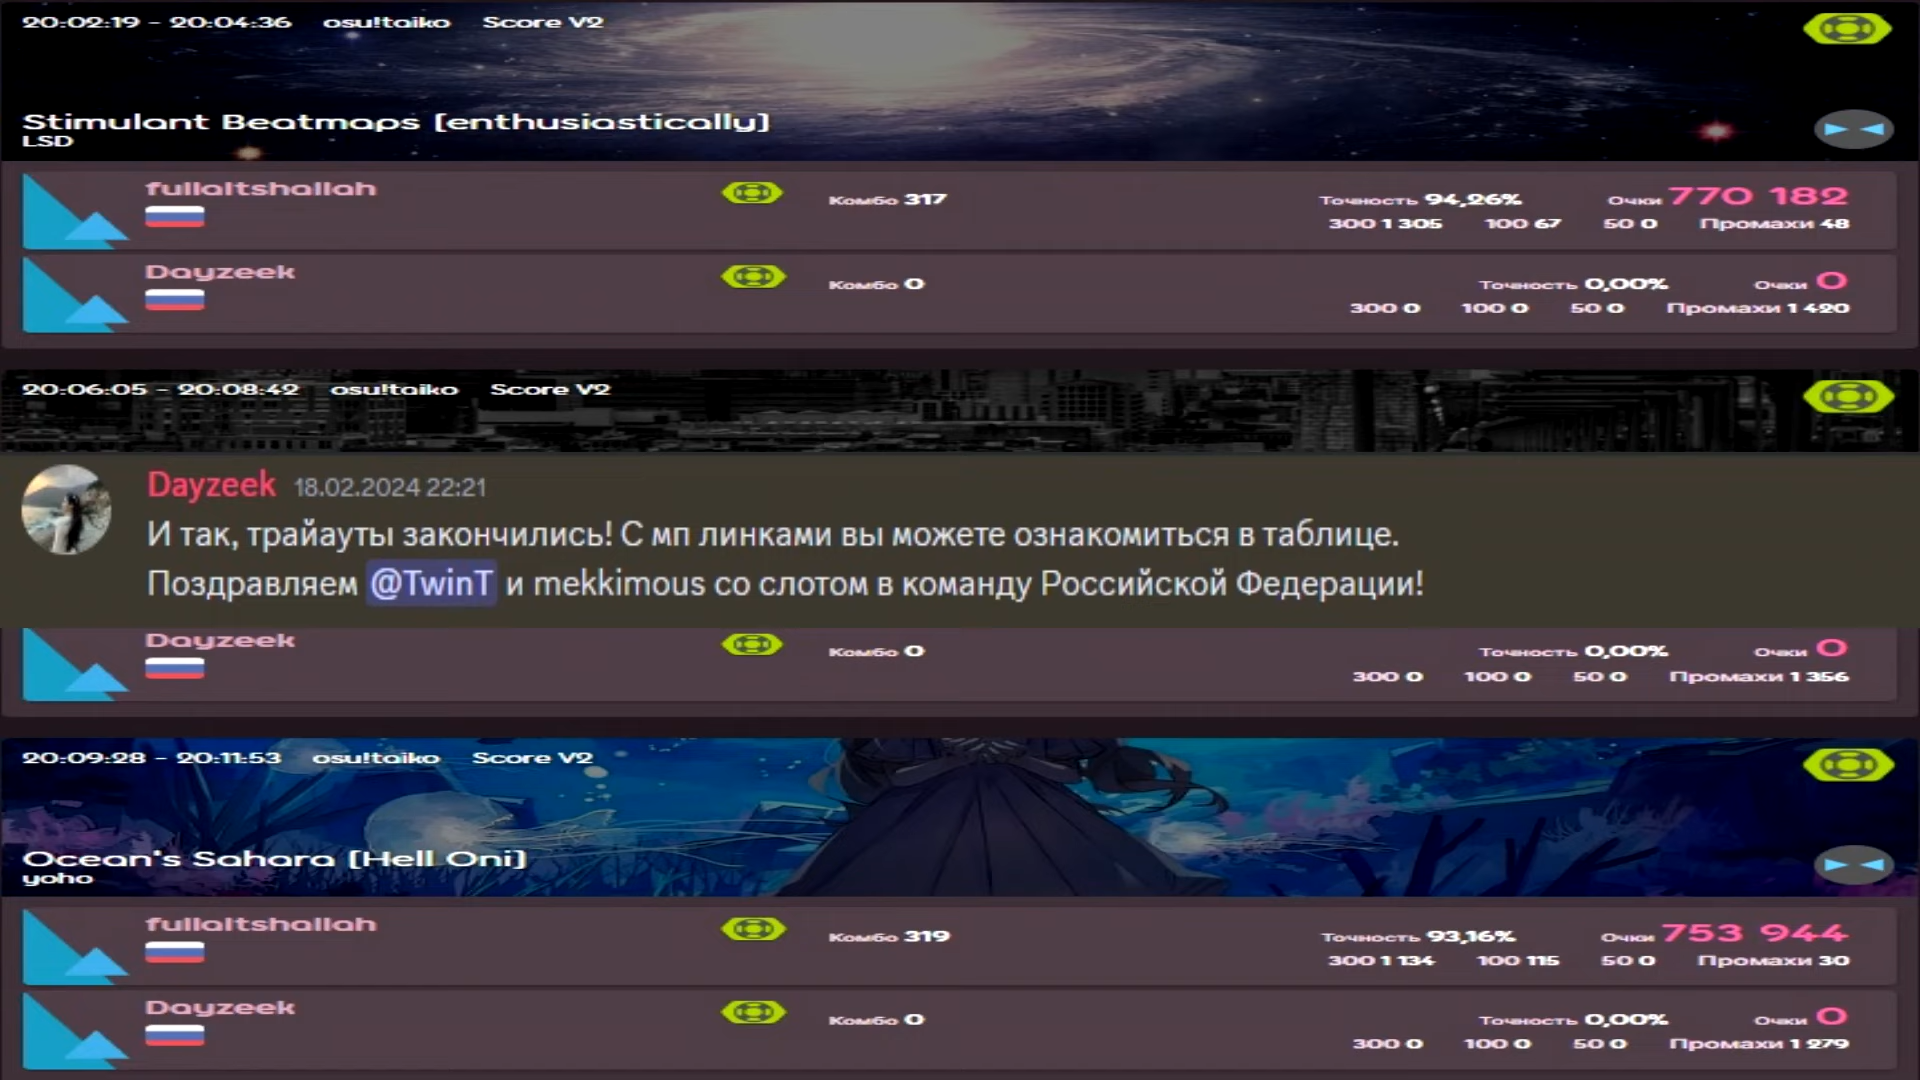 20:02:19 - 20:04:36 osu!taiko Score V2
Stimulant Beatmaps [enthusiastically]
LSD
fullaltshallah Комбо 317 Точность 94,26% Очки 770 182
300 1 305 100 67 50 0 Промахи 48
Dayzeek Комбо 0 Точность 0,00% Очки 0
300 0 100 0 50 0 Промахи 1 420
20:06:05 - 20:08:42 osu!taiko Score V2
Dayzeek 18.02.2024 22:21
И так, трайауты закончились! С мп линками вы можете ознакомиться в таблице.
Поздравляем @TwinT и mekkimous со слотом в команду Российской Федерации!
Dayzeek Комбо 0 Точность 0,00% Очки 0
300 0 100 0 50 0 Промахи 1 356
20:09:28 - 20:11:53 osu!taiko Score V2
Ocean's Sahara [Hell Oni]
yoho
fullaltshallah Комбо 319 Точность 93,16% Очки 753 944
300 1 134 100 115 50 0 Промахи 30
Dayzeek Комбо 0 Точность 0,00% Очки 0
300 0 100 0 50 0 Промахи 1 279